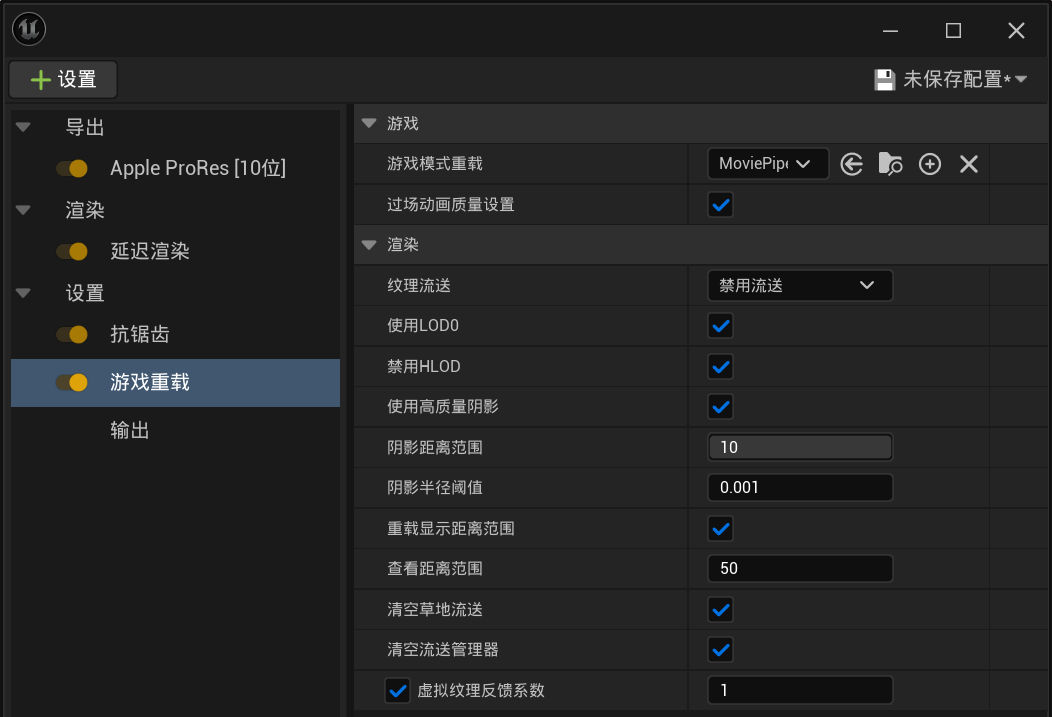 设置
未保存配置*
导出
Apple ProRes [10位]
渲染
延迟渲染
设置
抗锯齿
游戏重载
输出
游戏
游戏模式重载
MoviePipe
过场动画质量设置
渲染
纹理流送
禁用流送
使用LOD0
禁用HLOD
使用高质量阴影
阴影距离范围
10
阴影半径阈值
0.001
重载显示距离范围
查看距离范围
50
清空草地流送
清空流送管理器
虚拟纹理反馈系数
1